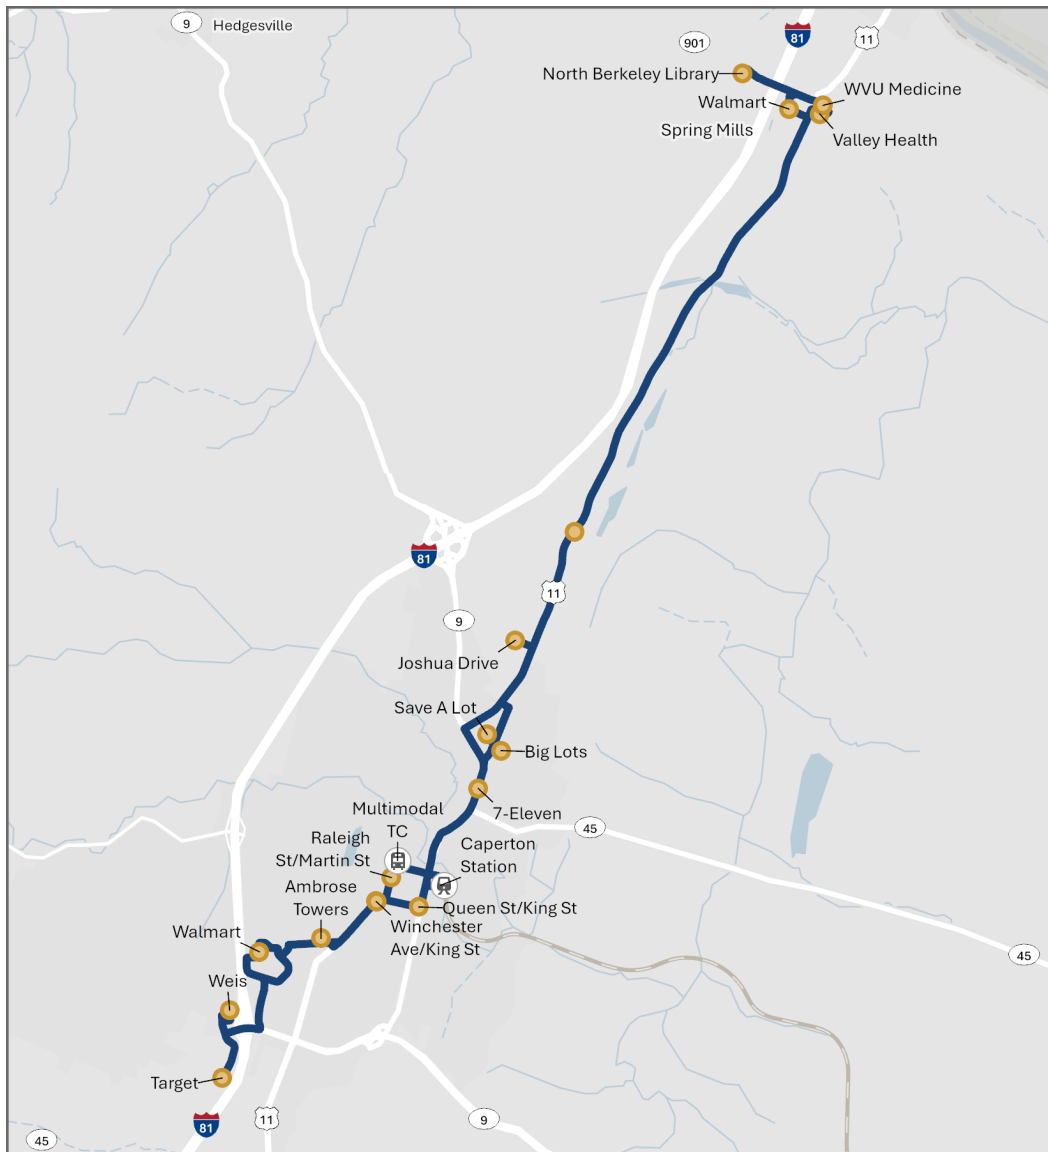 9
Hedgesville
81
11
901
North Berkeley Library
WVU Medicine
Walmart
Spring Mills
Valley Health
81
11
9
Joshua Drive
Save A Lot
Big Lots
7-Eleven
45
Multimodal
TC
Raleigh
St/Martin St
Caperton
Station
Ambrose
Towers
Queen St/King St
Winchester
Ave/King St
Walmart
45
Weis
Target
81
11
9
45